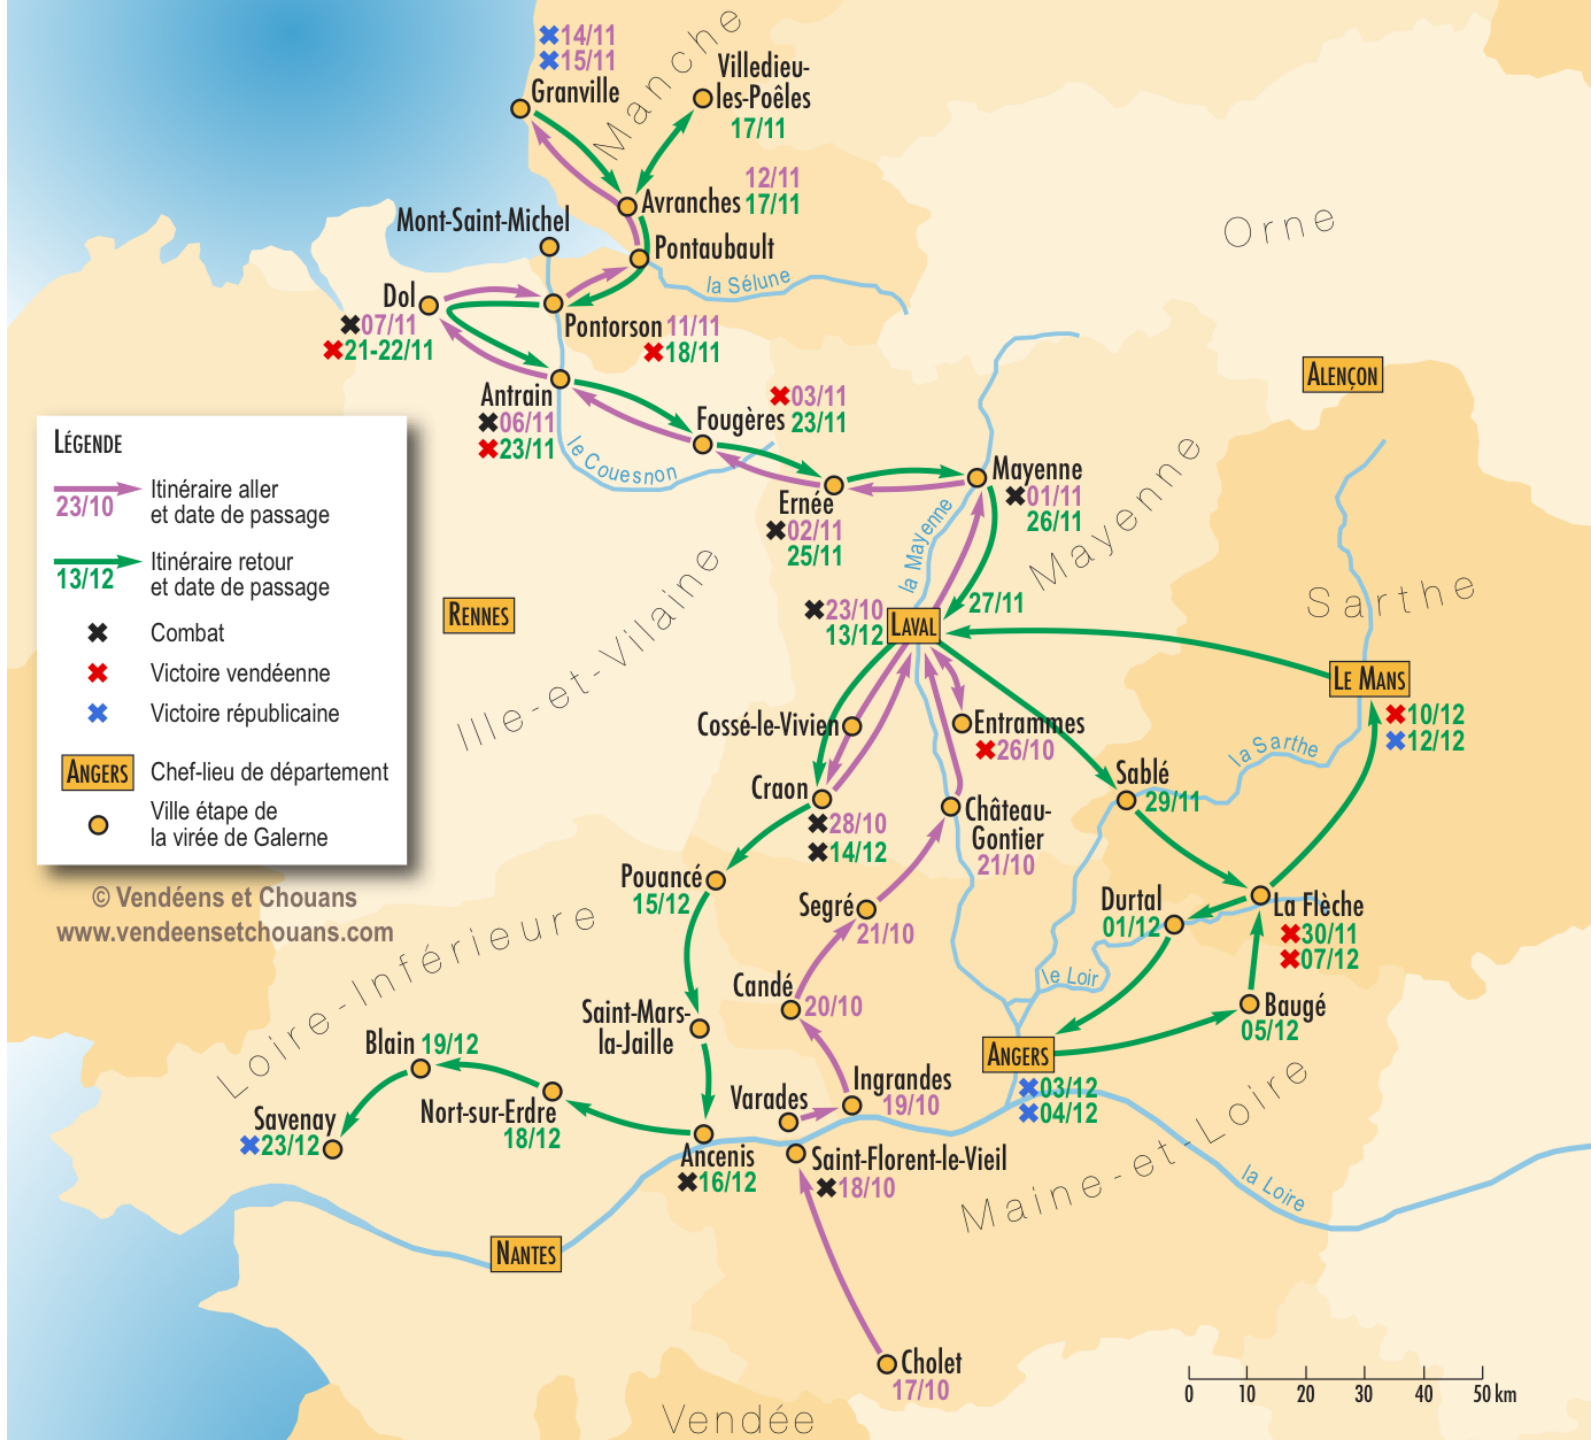 14/11
15/11
Granville
Manche
Villedieu-
les-Poêles
17/11
12/11
Avranches 17/11
Mont-Saint-Michel
Pontaubault
la Sélune
Orne
Dol
07/11
21-22/11
Pontorson 11/11
18/11
Antrain
06/11
23/11
03/11
Fougères 23/11
le Couesnon
ALENÇON
Mayenne
01/11
26/11
Ernée
02/11
25/11
la Mayenne
Mayenne
Sarthe
LÉGENDE
23/10
Itinéraire aller
et date de passage
13/12
Itinéraire retour
et date de passage
Combat
Victoire vendéenne
Victoire républicaine
ANGERS
Chef-lieu de département
Ville étape de
la virée de Galerne
© Vendéens et Chouans
www.vendeensetchouans.com
RENNES
Ille-et-Vilaine
23/10
13/12
LAVAL
27/11
LE MANS
10/12
12/12
Cossé-le-Vivien
Entrammes
26/10
la Sarthe
Sablé
29/11
Craon
28/10
14/12
Château-
Gontier
21/10
Pouancé
15/12
Segré
21/10
Durtal
01/12
La Flèche
30/11
07/12
Loire-Inférieure
le Loir
Candé
20/10
Baugé
05/12
Saint-Mars-
la-Jaille
Blain 19/12
ANGERS
03/12
04/12
Ingrandes
19/10
Varades
Nort-sur-Erdre
18/12
Savenay
23/12
Ancenis
16/12
Saint-Florent-le-Vieil
18/10
Maine-et-Loire
la Loire
NANTES
Cholet
17/10
Vendée
0 10 20 30 40 50 km